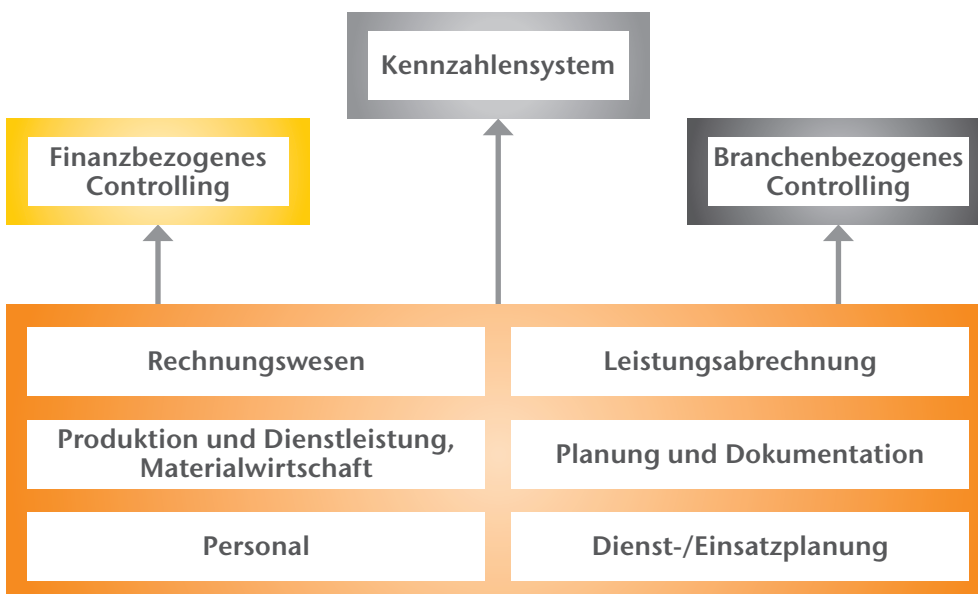 Kennzahlensystem
Finanzbezogenes
Controlling
Branchenbezogenes
Controlling
Rechnungswesen
Leistungsabrechnung
Produktion und Dienstleistung,
Materialwirtschaft
Planung und Dokumentation
Personal
Dienst-/Einsatzplanung